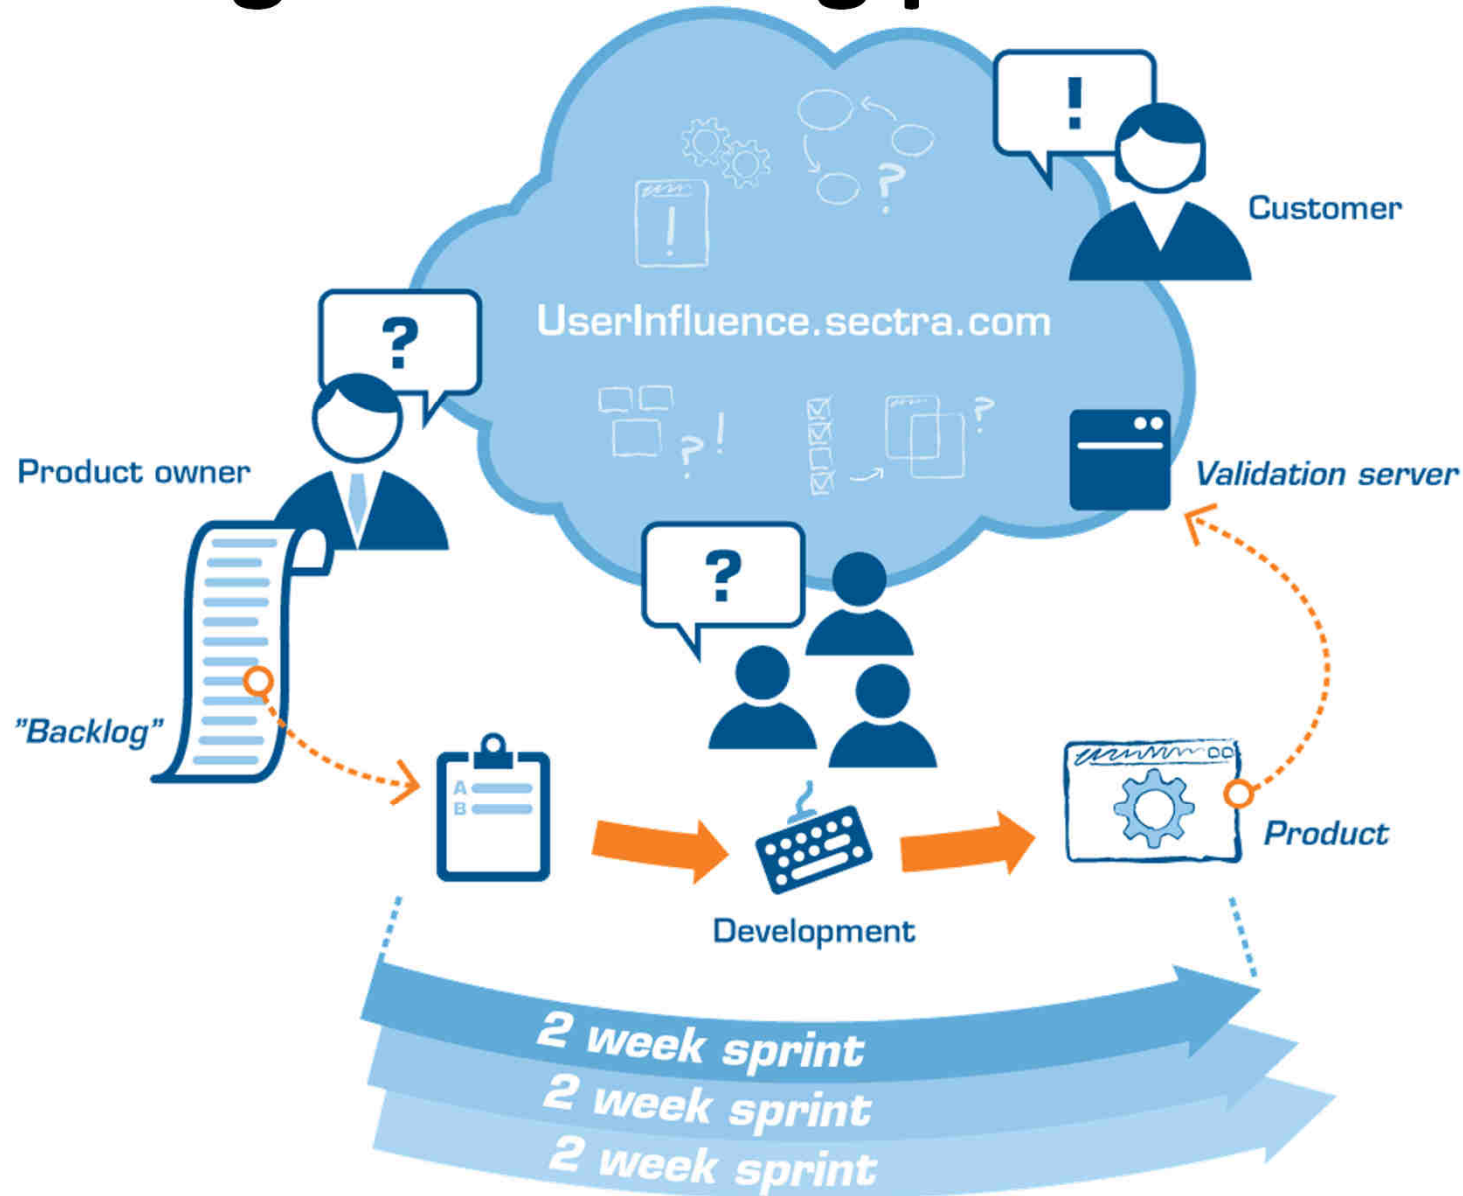 !
Customer
?
UserInfluence.sectra.com
? !
?
Product owner
Validation server
?
"Backlog"
A
B
Product
Development
2 week sprint
2 week sprint
2 week sprint